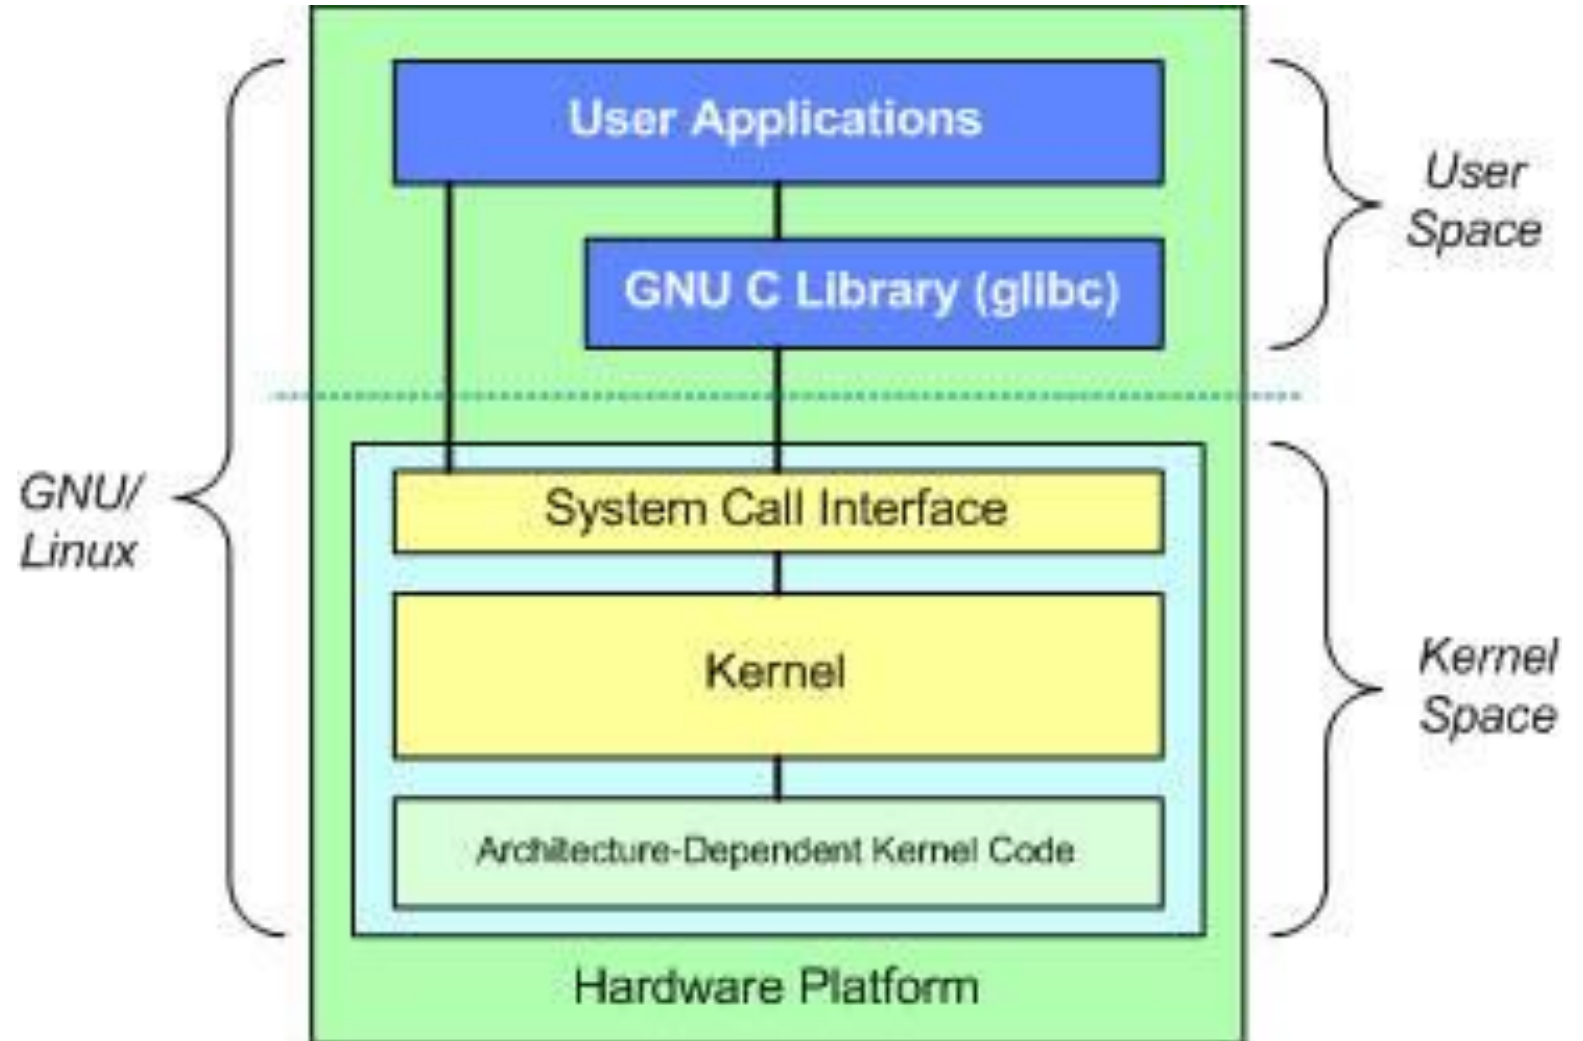 User Applications
User
Space
GNU C Library (glibc)
GNU/
Linux
System Call Interface
Kernel
Kernel
Space
Architecture-Dependent Kernel Code
Hardware Platform